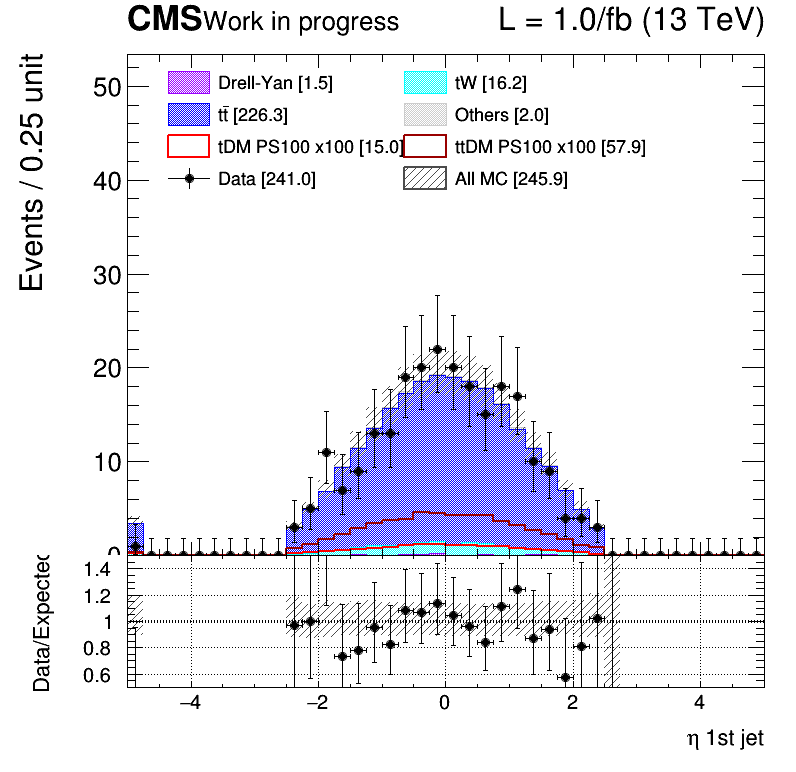 CMS Work in progress L = 1.0/fb (13 TeV)
Events / 0.25 unit
Drell-Yan [1.5] tW [16.2]
tt̄ [226.3] Others [2.0]
tDM PS100 x100 [15.0] ttDM PS100 x100 [57.9]
Data [241.0] All MC [245.9]
50
40
30
20
10
0
Data/Expected
1.4
1.2
1
0.8
0.6
−4 −2 0 2 4
η 1st jet